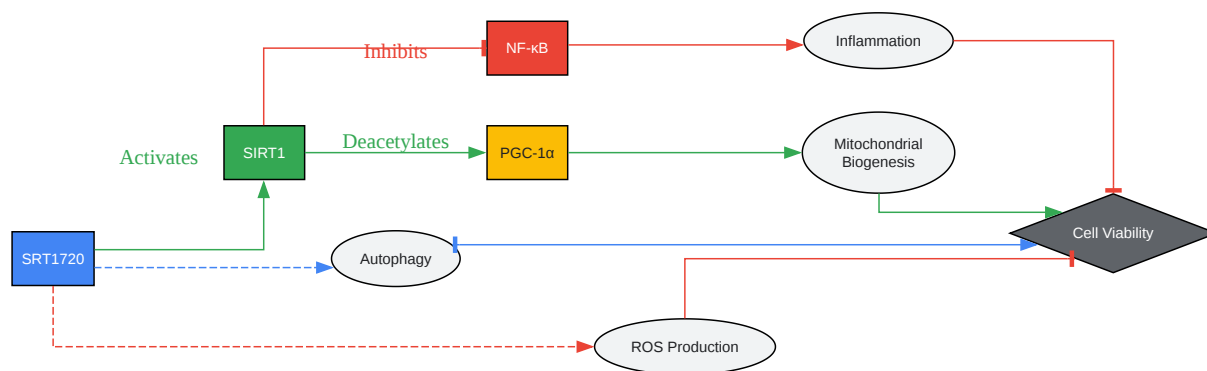 Inflammation
NF-κB
Inhibits
Deacetylates
Activates
SIRT1
PGC-1α
Mitochondrial
Biogenesis
Cell Viability
SRT1720
Autophagy
ROS Production